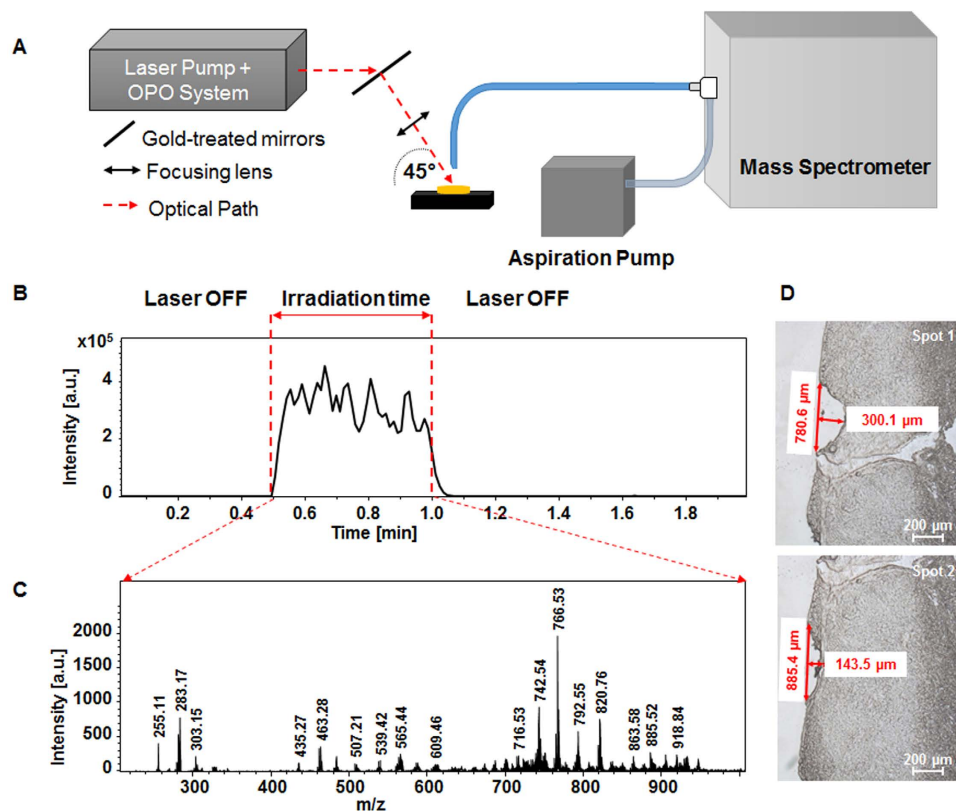 A
Laser Pump +
OPO System
Gold-treated mirrors
Focusing lens
Optical Path
45°
Mass Spectrometer
Aspiration Pump
B
Laser OFF
Irradiation time
Laser OFF
x10⁵
4
2
0
Intensity [a.u.]
0.2 0.4 0.6 0.8 1.0 1.2 1.4 1.6 1.8
Time [min]
C
2000
1500
1000
500
0
Intensity [a.u.]
255.11
283.17
303.15
435.27
463.28
507.21
539.42
565.44
609.46
716.53
742.54
766.53
792.55
820.76
863.58
885.52
918.84
300 400 500 600 700 800 900
m/z
D
Spot 1
780.6 µm
300.1 µm
200 µm
Spot 2
885.4 µm
143.5 µm
200 µm